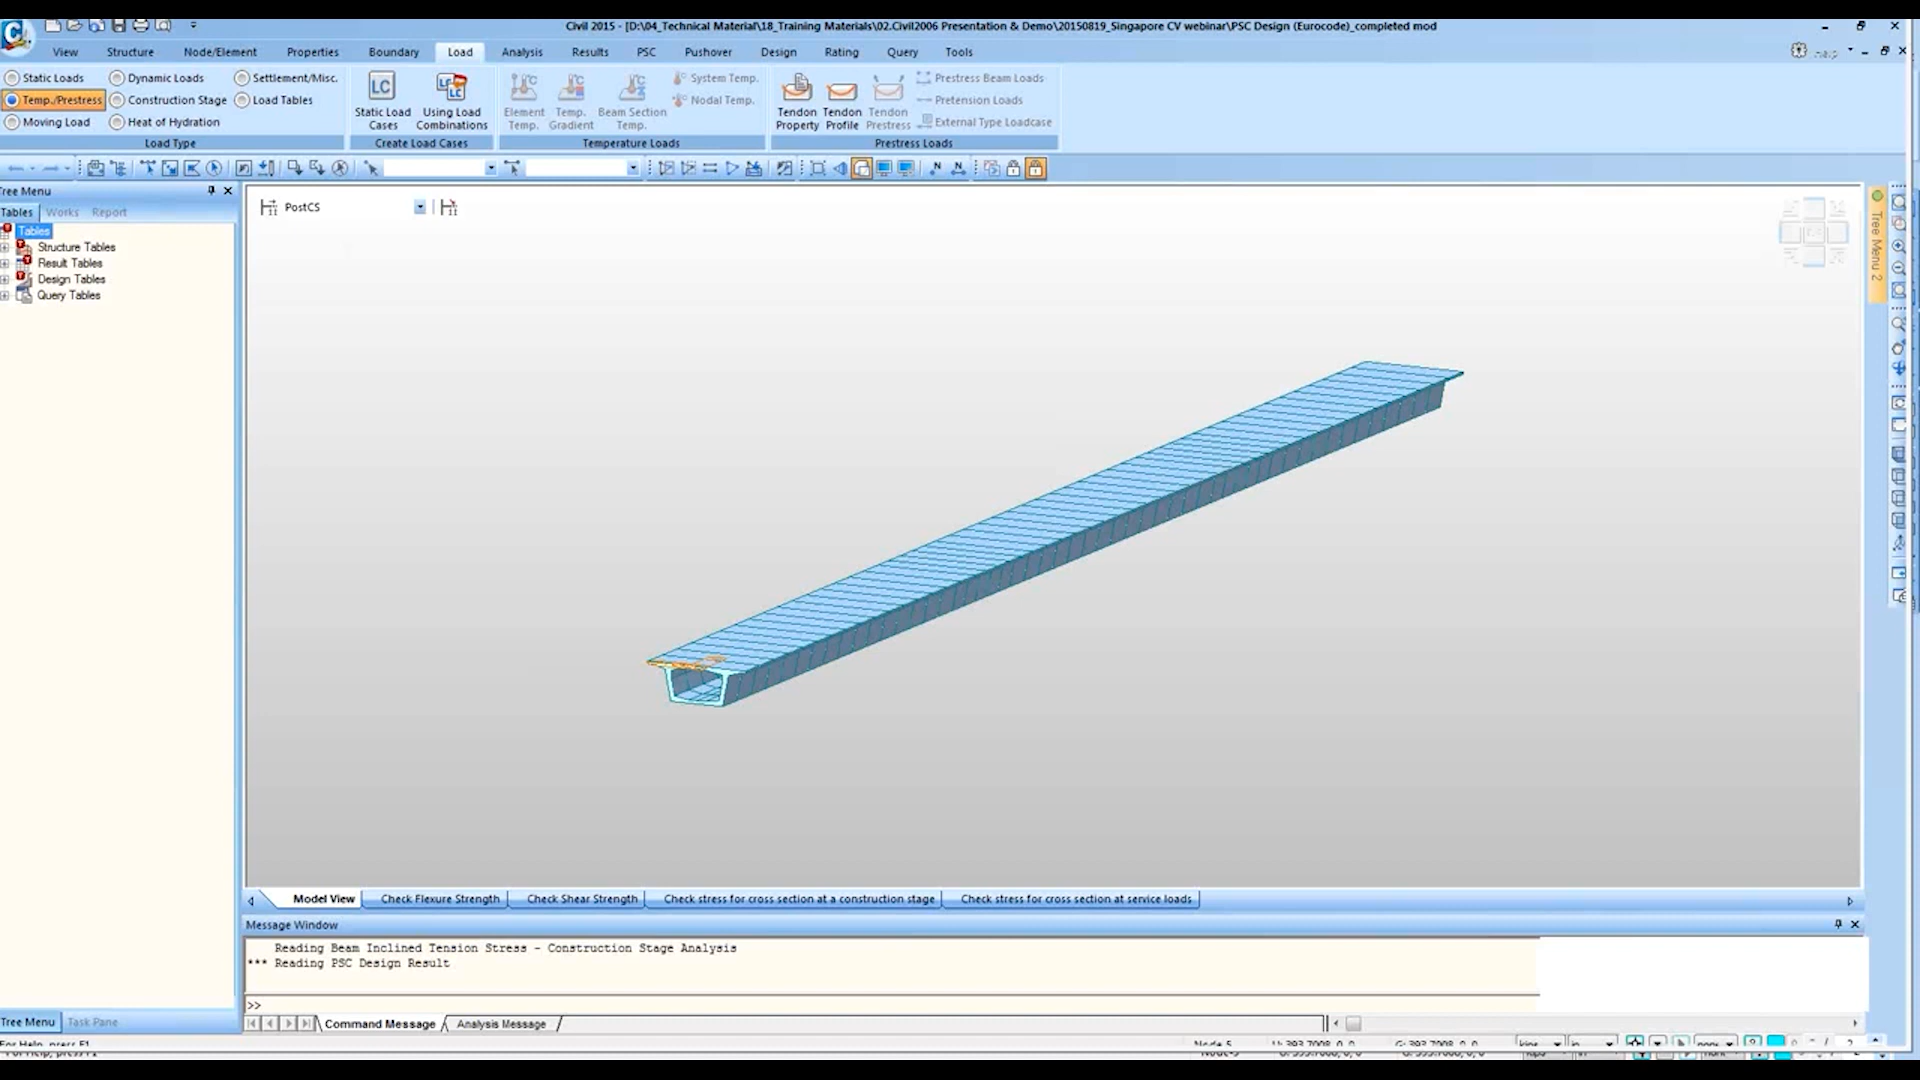 Civil 2015 - [D:\04_Technical Material\18_Training Materials\02.Civil2006 Presentation & Demo\20150819_Singapore CV webinar\PSC Design (Eurocode)_completed mod
View Structure Node/Element Properties Boundary Load Analysis Results PSC Pushover Design Rating Query Tools
Static Loads Dynamic Loads Settlement/Misc.
Temp./Prestress Construction Stage Load Tables
Moving Load Heat of Hydration
Load Type
LC
Static Load Cases
Using Load Combinations
Create Load Cases
Element Temp.
Temp. Gradient
Beam Section Temp.
System Temp.
Nodal Temp.
Temperature Loads
Tendon Property
Tendon Profile
Tendon Prestress
Prestress Beam Loads
Pretension Loads
External Type Loadcase
Prestress Loads
Tree Menu
Tables Works Report
Tables
Structure Tables
Result Tables
Design Tables
Query Tables
PostCS
Tree Menu 2
Model View Check Flexure Strength Check Shear Strength Check stress for cross section at a construction stage Check stress for cross section at service loads
Message Window
Reading Beam Inclined Tension Stress - Construction Stage Analysis
*** Reading PSC Design Result
>>
Command Message Analysis Message
Tree Menu Task Pane
For Help, press F1